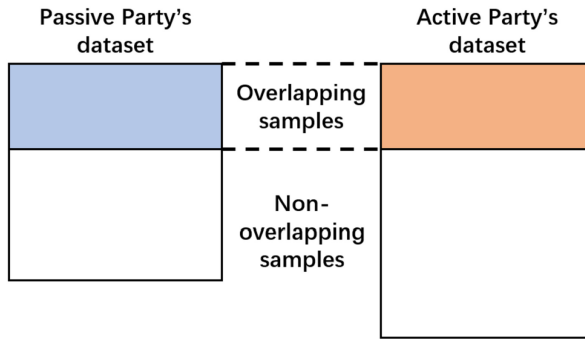 Passive Party's
dataset
Active Party's
dataset
Overlapping
samples
Non-
overlapping
samples